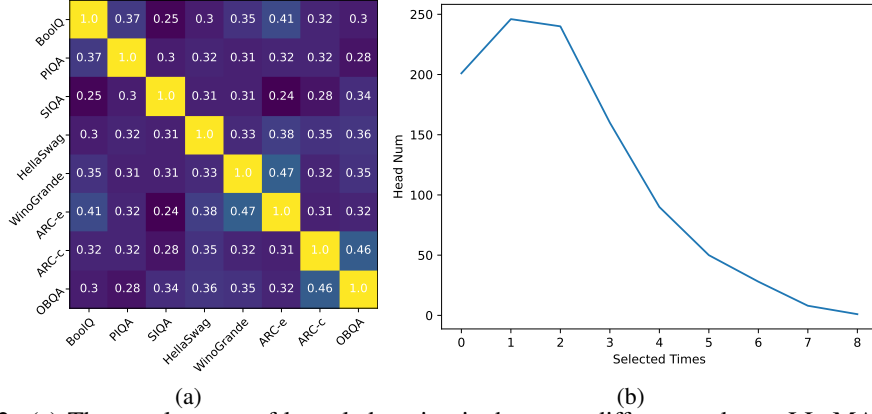 BoolQ 1.0 0.37 0.25 0.3 0.35 0.41 0.32 0.3
PIQA 0.37 1.0 0.3 0.32 0.31 0.32 0.32 0.28
SIQA 0.25 0.3 1.0 0.31 0.31 0.24 0.28 0.34
HellaSwag 0.3 0.32 0.31 1.0 0.33 0.38 0.35 0.36
WinoGrande 0.35 0.31 0.31 0.33 1.0 0.47 0.32 0.35
ARC-e 0.41 0.32 0.24 0.38 0.47 1.0 0.31 0.32
ARC-c 0.32 0.32 0.28 0.35 0.32 0.31 1.0 0.46
OBQA 0.3 0.28 0.34 0.36 0.35 0.32 0.46 1.0
BoolQ PIQA SIQA HellaSwag WinoGrande ARC-e ARC-c OBQA
(a)
250
200
150
100
50
0
Head Num
0 1 2 3 4 5 6 7 8
Selected Times
(b)